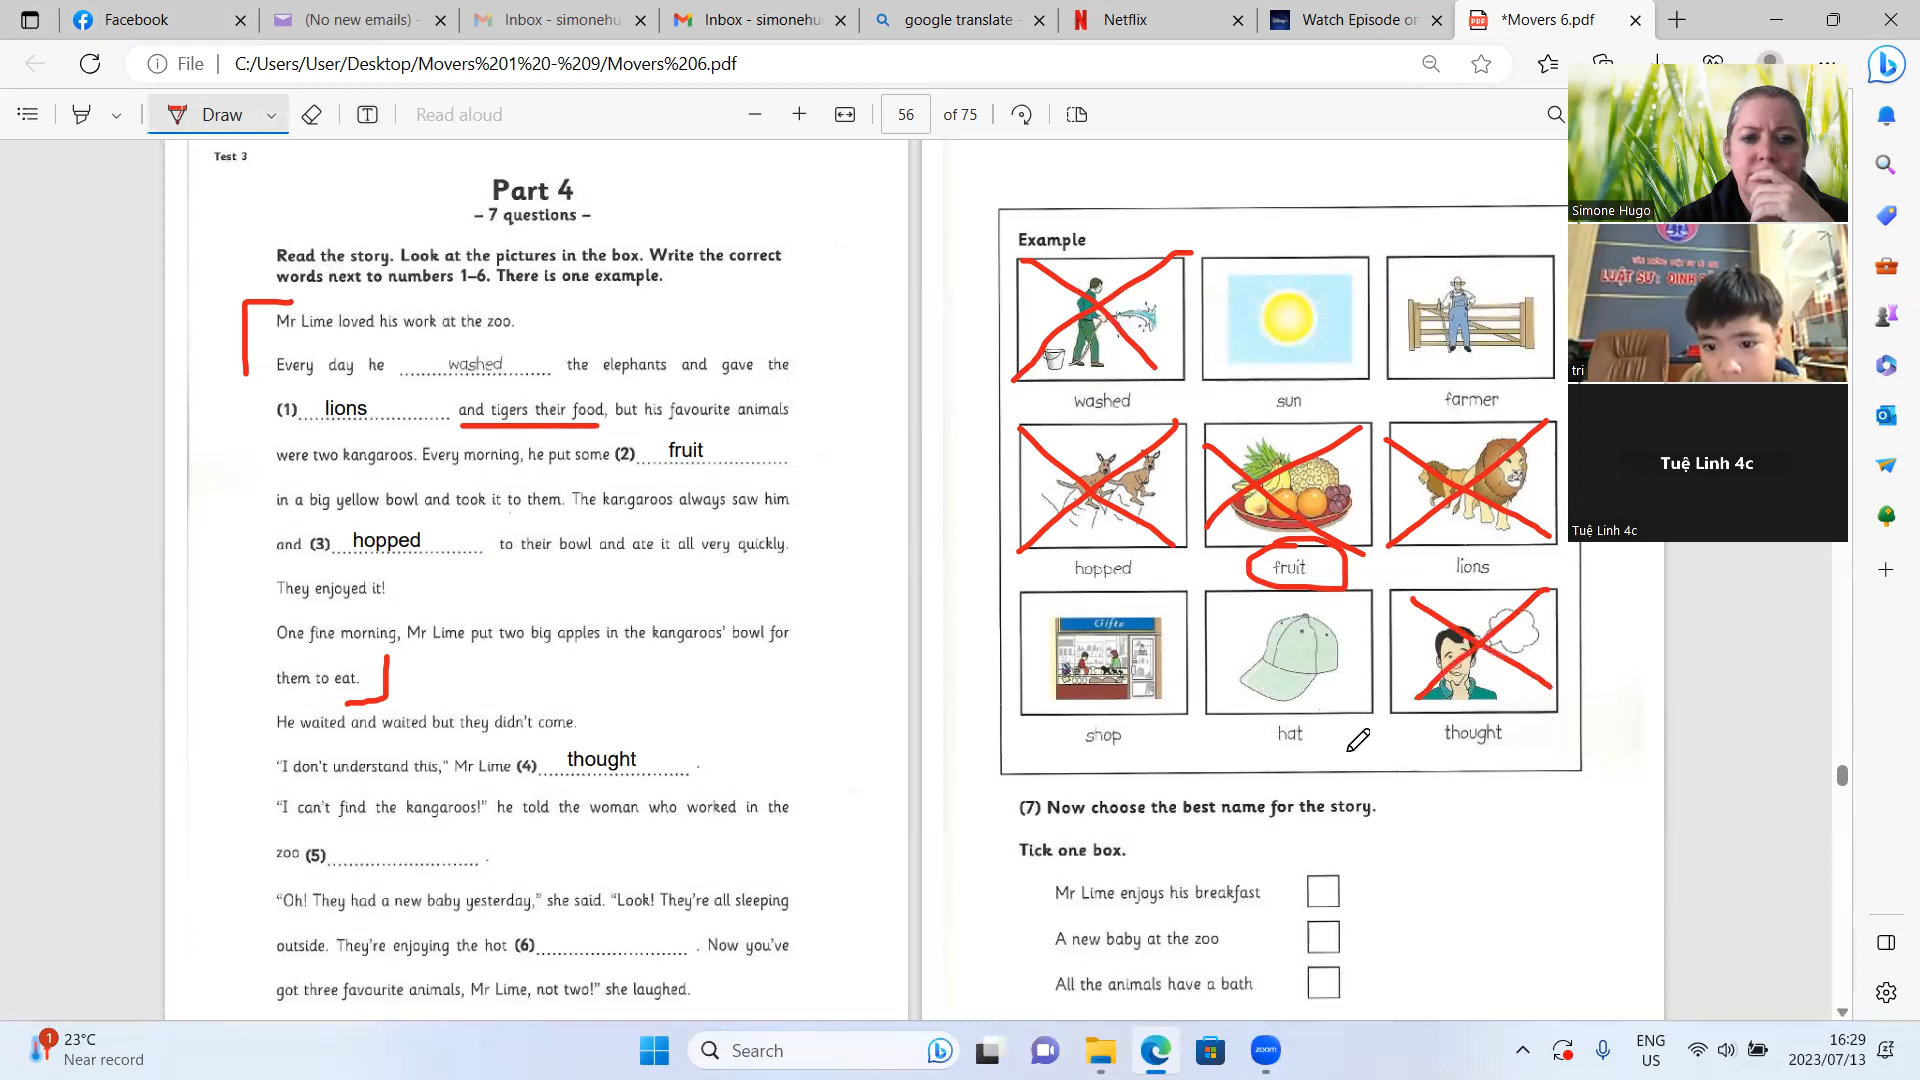 Facebook
(No new emails) -
Inbox - simonehu
Inbox - simonehu
google translate -
Netflix
Watch Episode on
*Movers 6.pdf
File
C:/Users/User/Desktop/Movers%201%20-%209/Movers%206.pdf
Draw
Read aloud
56
of 75
Test 3
Part 4
– 7 questions –
Read the story. Look at the pictures in the box. Write the correct
words next to numbers 1–6. There is one example.
Mr Lime loved his work at the zoo.
Every day he washed the elephants and gave the
(1) lions and tigers their food, but his favourite animals
were two kangaroos. Every morning, he put some (2) fruit
in a big yellow bowl and took it to them. The kangaroos always saw him
and (3) hopped to their bowl and ate it all very quickly.
They enjoyed it!
One fine morning, Mr Lime put two big apples in the kangaroos' bowl for
them to eat.
He waited and waited but they didn't come.
"I don't understand this," Mr Lime (4) thought .
"I can't find the kangaroos!" he told the woman who worked in the
zoo (5) .
"Oh! They had a new baby yesterday," she said. "Look! They're all sleeping
outside. They're enjoying the hot (6) . Now you've
got three favourite animals, Mr Lime, not two!" she laughed.
Example
washed
sun
farmer
hopped
fruit
lions
Gifts
shop
hat
thought
(7) Now choose the best name for the story.
Tick one box.
Mr Lime enjoys his breakfast
A new baby at the zoo
All the animals have a bath
Simone Hugo
LUẬT SƯ: ĐINH
tri
Tuệ Linh 4c
Tuệ Linh 4c
1
23°C
Near record
Search
zoom
ENG
US
16:29
2023/07/13